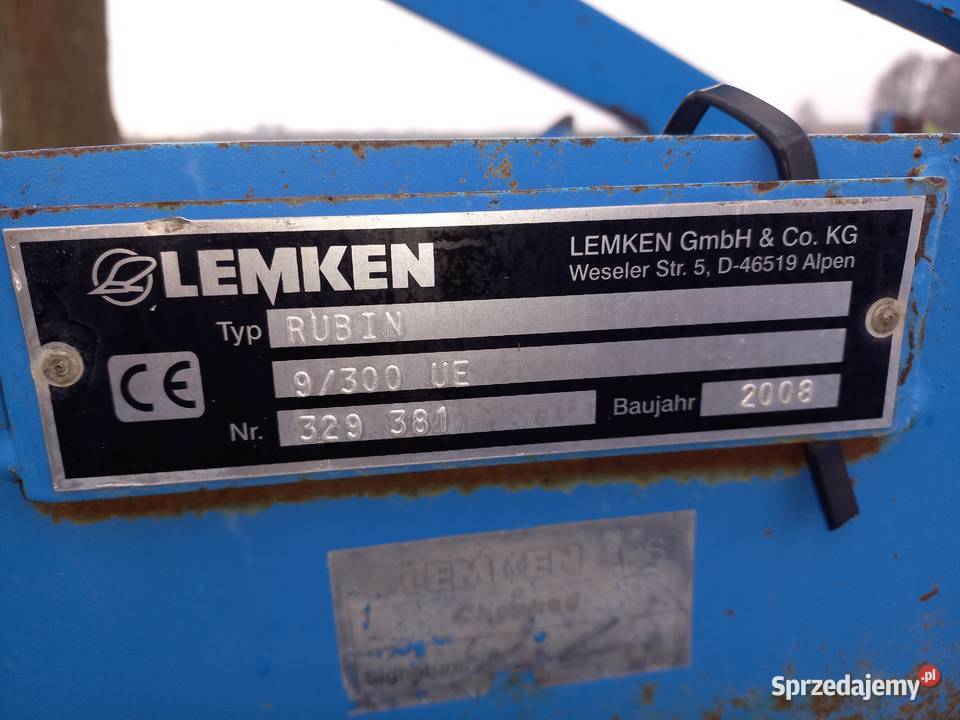 LEMKEN
LEMKEN GmbH & Co. KG
Weseler Str. 5, D-46519 Alpen
Typ RUBIN
9/300 UE
CE
Nr. 329 381
Baujahr 2008
LEMKEN
Checked
Sprzedajemy.pl